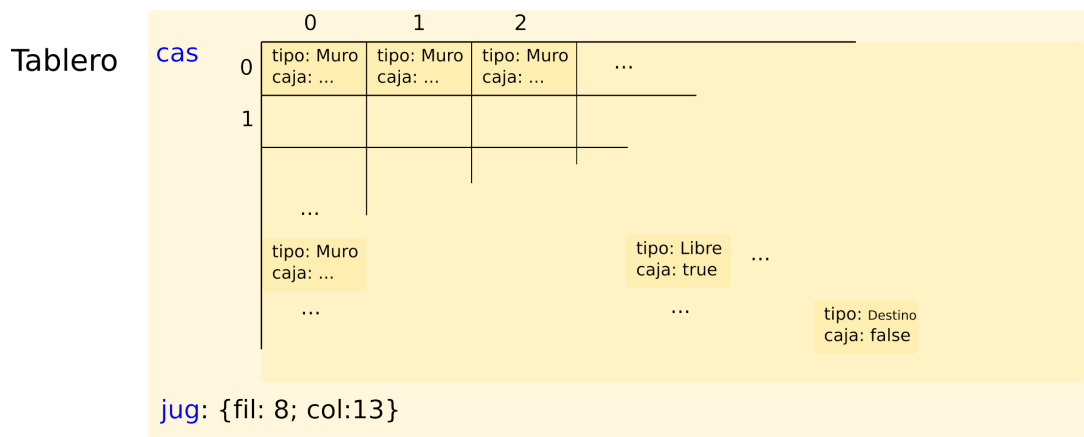 0 1 2
Tablero cas 0 tipo: Muro tipo: Muro tipo: Muro ...
caja: ... caja: ... caja: ...
1
...
tipo: Muro tipo: Libre ...
caja: ... caja: true
... ...
tipo: Destino
caja: false
jug: {fil: 8; col:13}